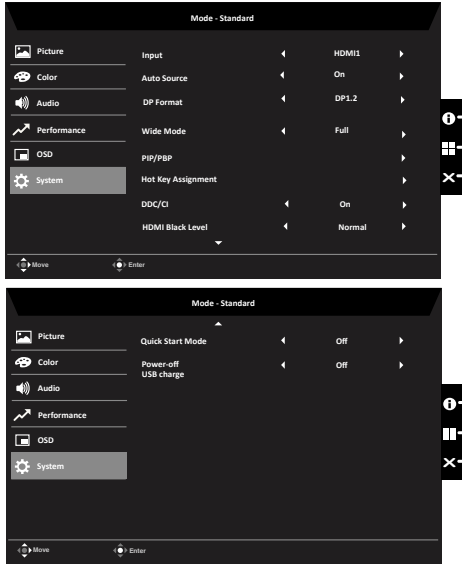 Mode - Standard
Picture
Input HDMI1
Color
Auto Source On
Audio
DP Format DP1.2
Performance
Wide Mode Full
OSD
PIP/PBP
System
Hot Key Assignment
DDC/CI On
HDMI Black Level Normal
Move Enter
Mode - Standard
Picture
Quick Start Mode Off
Color
Power-off Off
USB charge
Audio
Performance
OSD
System
Move Enter